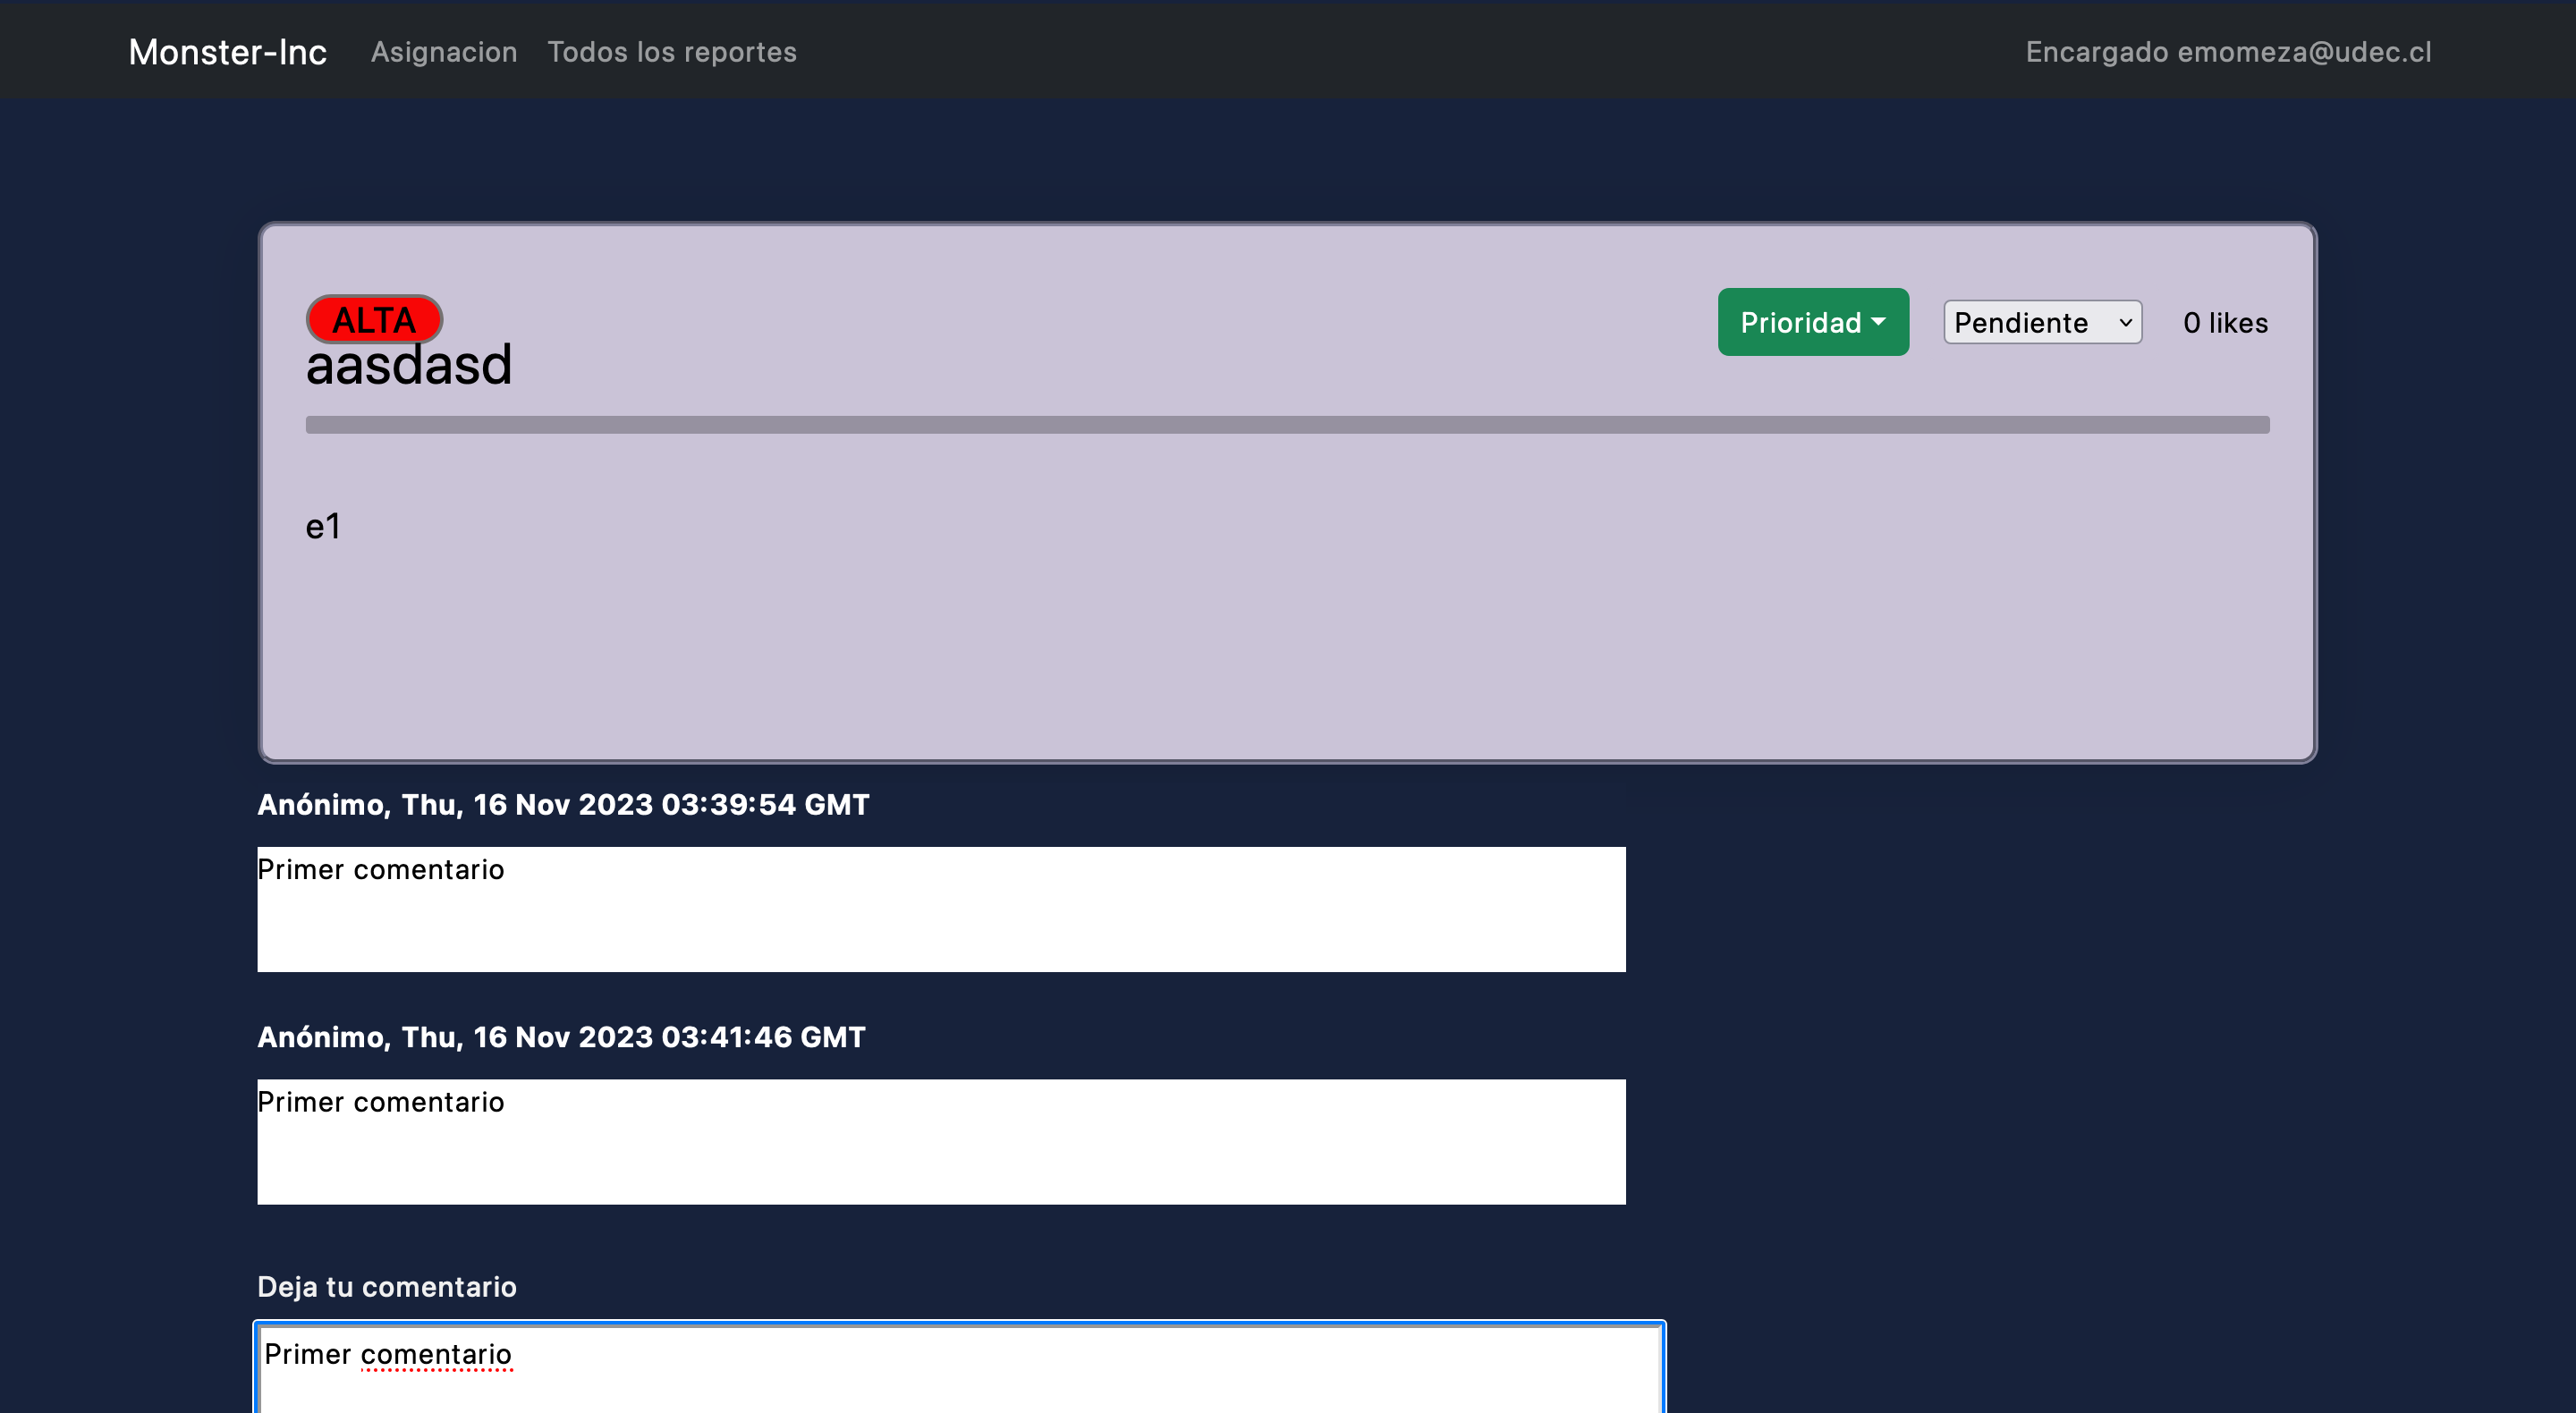 Monster-Inc Asignacion Todos los reportes Encargado emomeza@udec.cl
ALTA Prioridad Pendiente 0 likes
aasdasd
e1
Anónimo, Thu, 16 Nov 2023 03:39:54 GMT
Primer comentario
Anónimo, Thu, 16 Nov 2023 03:41:46 GMT
Primer comentario
Deja tu comentario
Primer comentario